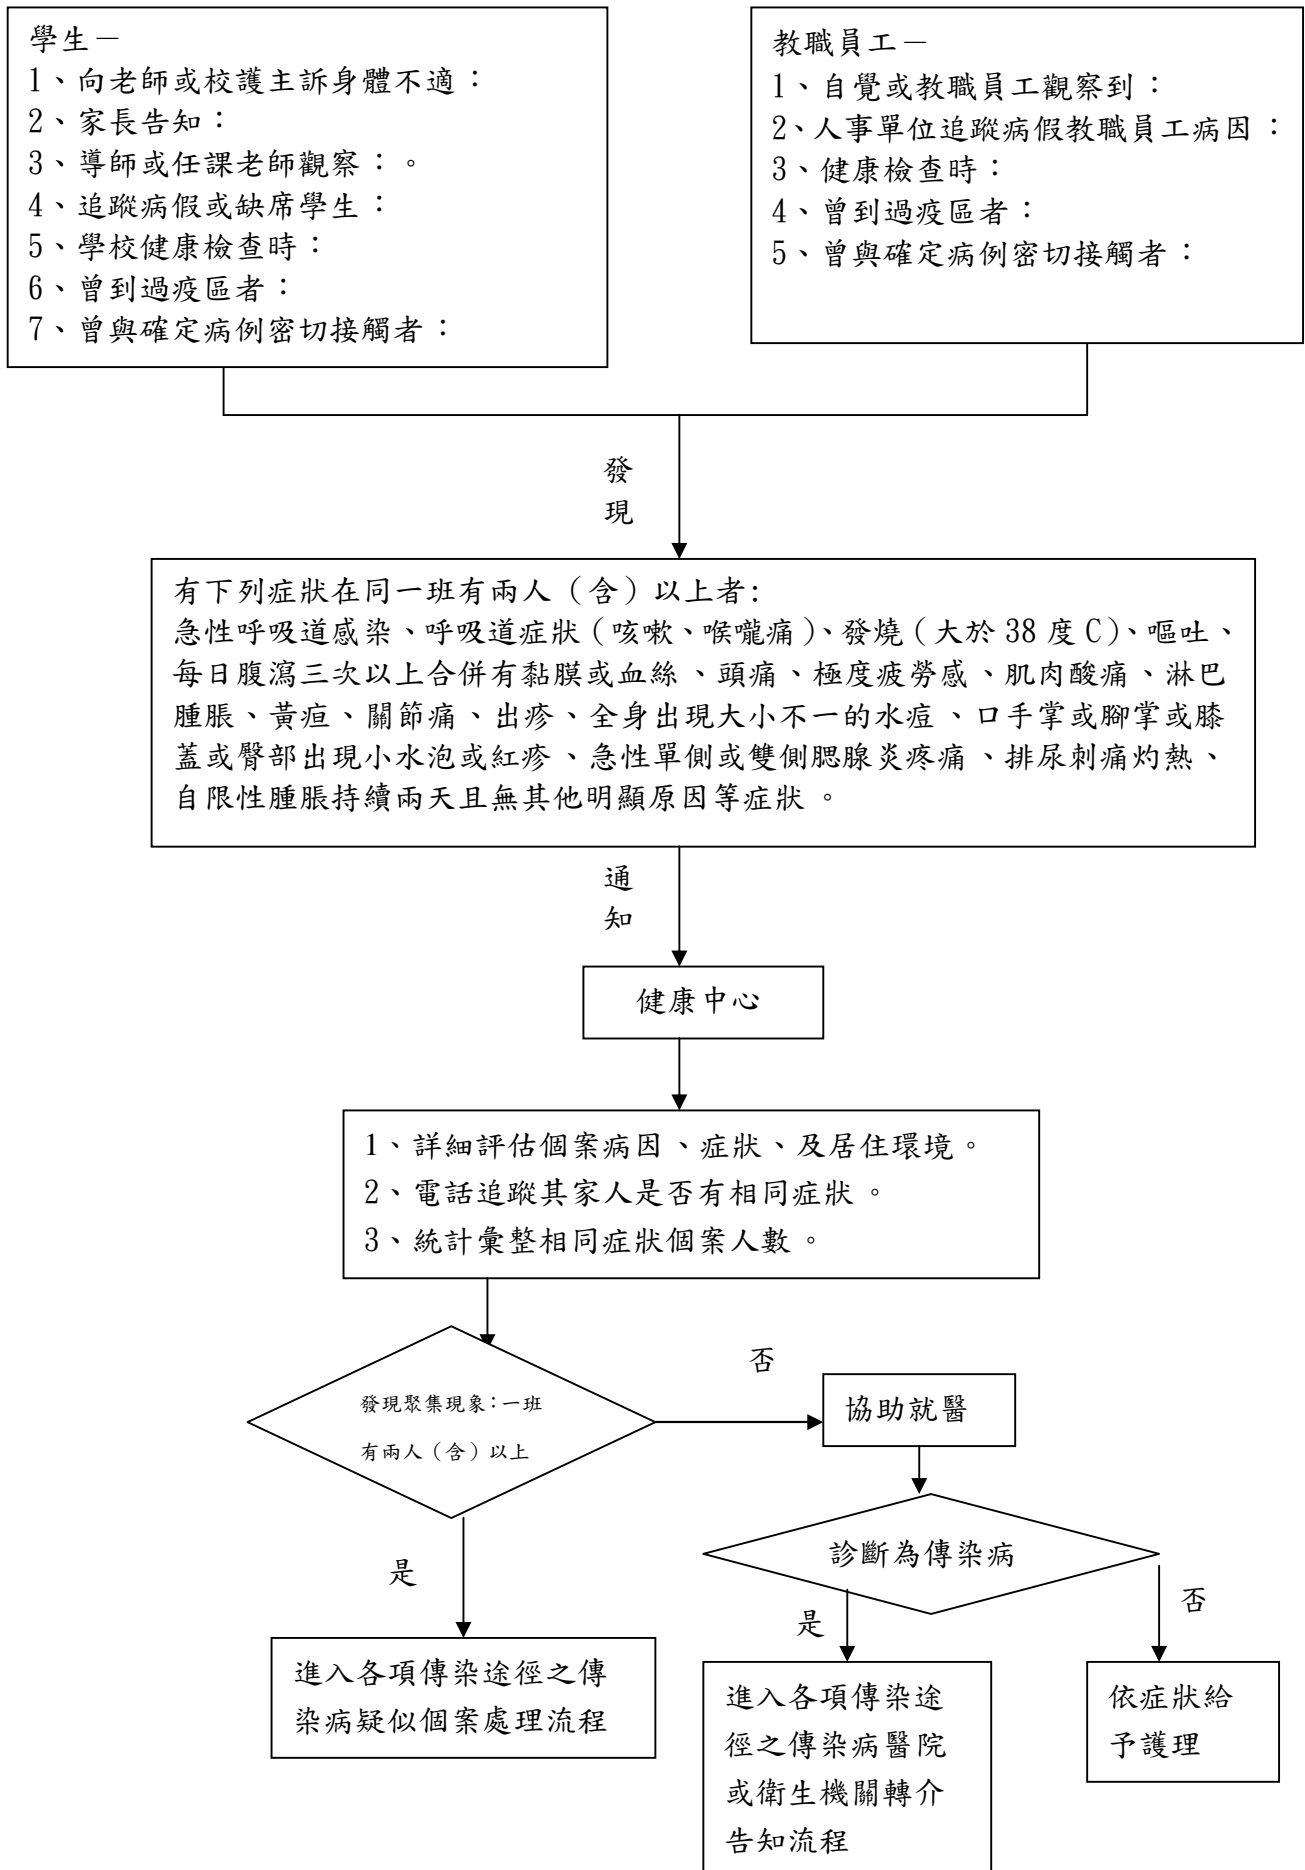 學生－
1、向老師或校護主訴身體不適：
2、家長告知：
3、導師或任課老師觀察：。
4、追蹤病假或缺席學生：
5、學校健康檢查時：
6、曾到過疫區者：
7、曾與確定病例密切接觸者：
教職員工－
1、自覺或教職員工觀察到：
2、人事單位追蹤病假教職員工病因：
3、健康檢查時：
4、曾到過疫區者：
5、曾與確定病例密切接觸者：
發
現
有下列症狀在同一班有兩人（含）以上者:
急性呼吸道感染、呼吸道症狀（咳嗽、喉嚨痛）、發燒（大於 38 度 C）、嘔吐、
每日腹瀉三次以上合併有黏膜或血絲、頭痛、極度疲勞感、肌肉酸痛、淋巴
腫脹、黃疸、關節痛、出疹、全身出現大小不一的水痘、口手掌或腳掌或膝
蓋或臀部出現小水泡或紅疹、急性單側或雙側腮腺炎疼痛、排尿刺痛灼熱、
自限性腫脹持續兩天且無其他明顯原因等症狀。
通
知
健康中心
1、詳細評估個案病因、症狀、及居住環境。
2、電話追蹤其家人是否有相同症狀。
3、統計彙整相同症狀個案人數。
發現聚集現象：一班
有兩人（含）以上
否
協助就醫
診斷為傳染病
是
是
否
進入各項傳染途徑之傳
染病疑似個案處理流程
進入各項傳染途
徑之傳染病醫院
或衛生機關轉介
告知流程
依症狀給
予護理